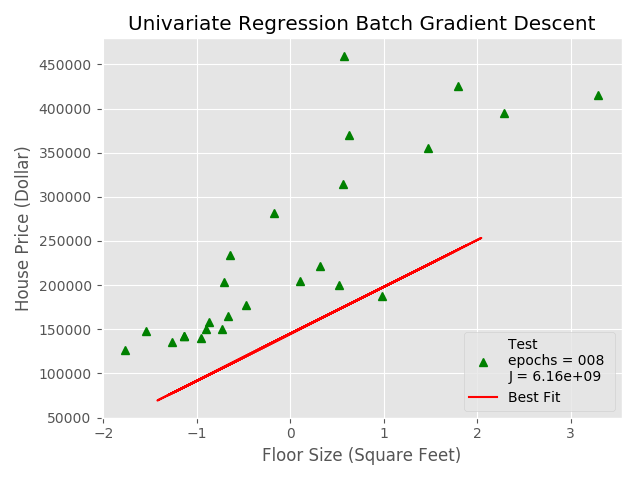 Univariate Regression Batch Gradient Descent
450000
400000
350000
300000
250000
200000
150000
100000
50000
House Price (Dollar)
−2
−1
0
1
2
3
Floor Size (Square Feet)
Test
epochs = 008
J = 6.16e+09
Best Fit